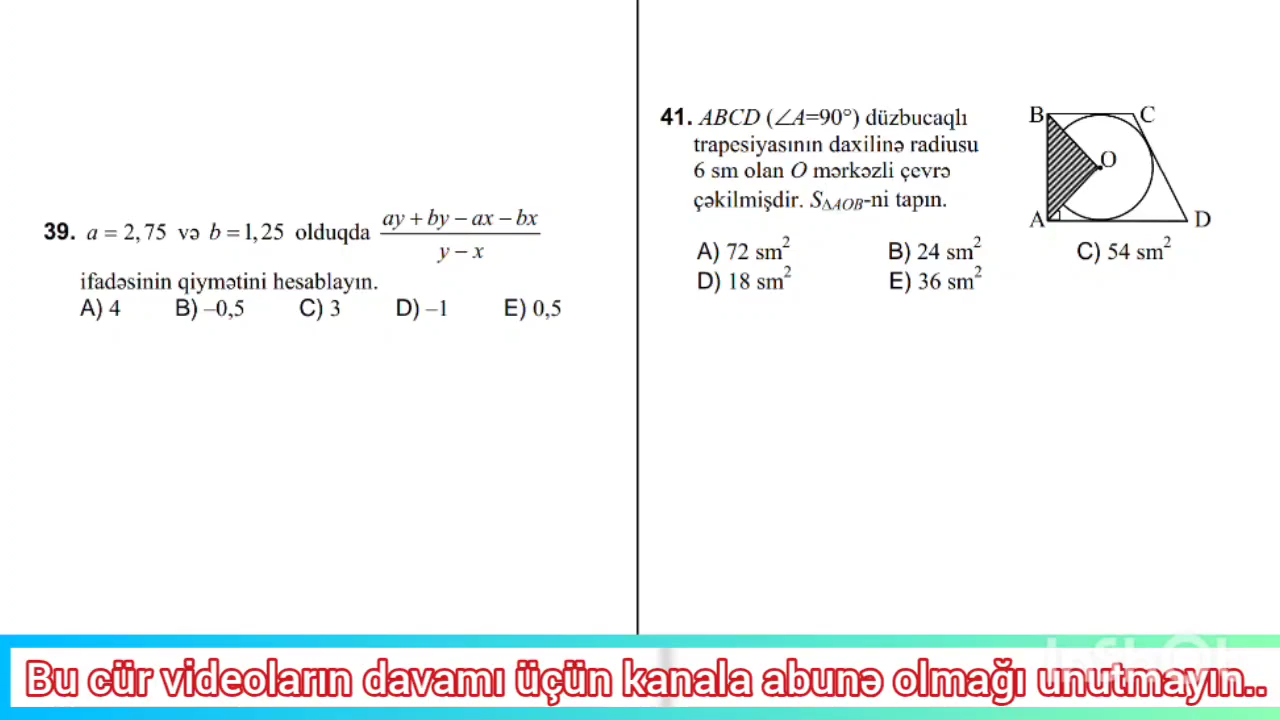 39. a = 2,75 və b = 1,25 olduqda (ay + by − ax − bx)/(y − x)
ifadəsinin qiymətini hesablayın.
A) 4 B) −0,5 C) 3 D) −1 E) 0,5
41. ABCD (∠A=90°) düzbucaqlı
trapesiyasının daxilinə radiusu
6 sm olan O mərkəzli çevrə
çəkilmişdir. S△AOB-ni tapın.
A) 72 sm² B) 24 sm² C) 54 sm²
D) 18 sm² E) 36 sm²
B C
O
A D
Bu cür videoların davamı üçün kanala abunə olmağı unutmayın..